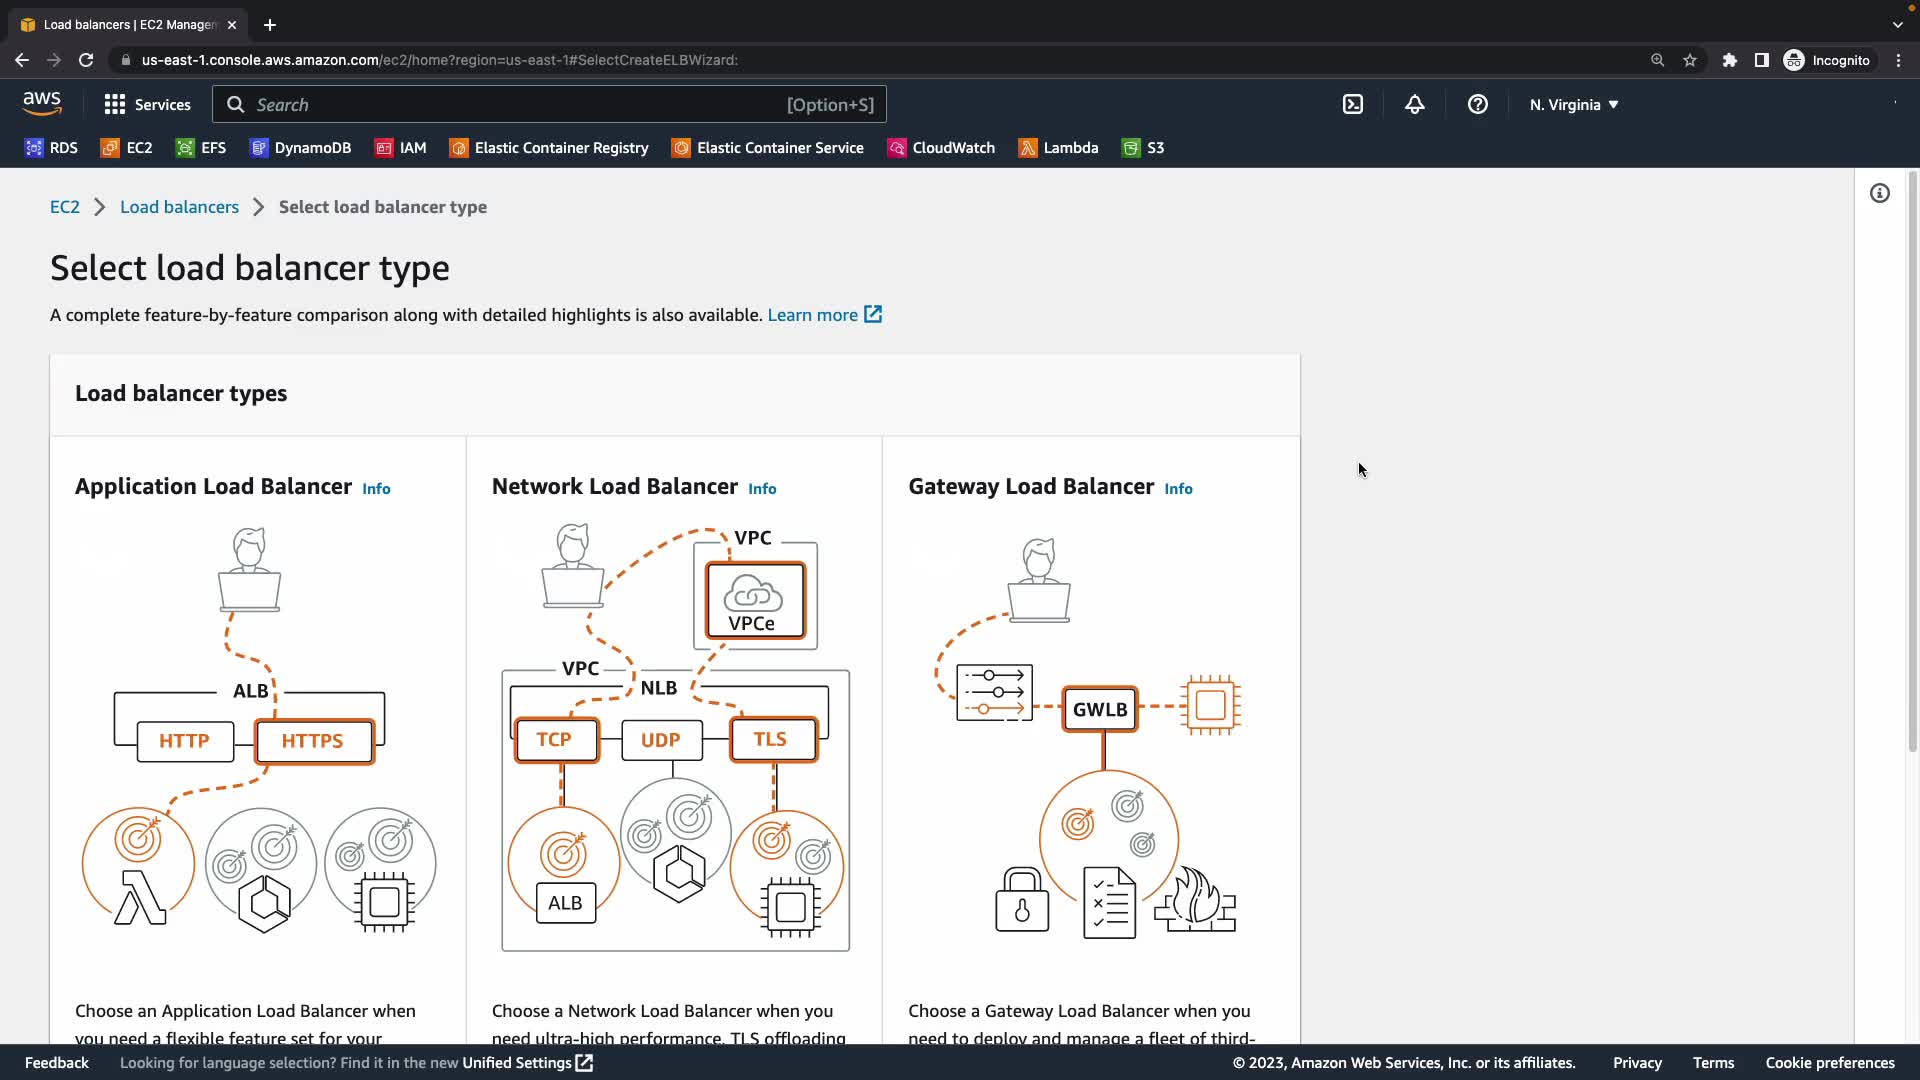 Load balancers | EC2 Managem
us-east-1.console.aws.amazon.com/ec2/home?region=us-east-1#SelectCreateELBWizard:
Incognito
aws
Services
Search
[Option+S]
N. Virginia
RDS
EC2
EFS
DynamoDB
IAM
Elastic Container Registry
Elastic Container Service
CloudWatch
Lambda
S3
EC2
Load balancers
Select load balancer type
Select load balancer type
A complete feature-by-feature comparison along with detailed highlights is also available. Learn more
Load balancer types
Application Load Balancer Info
ALB
HTTP
HTTPS
Choose an Application Load Balancer when
you need a flexible feature set for your
Network Load Balancer Info
VPC
VPCe
VPC
NLB
TCP
UDP
TLS
ALB
Choose a Network Load Balancer when you
need ultra-high performance, TLS offloading
Gateway Load Balancer Info
GWLB
Choose a Gateway Load Balancer when you
need to deploy and manage a fleet of third-
Feedback
Looking for language selection? Find it in the new Unified Settings
© 2023, Amazon Web Services, Inc. or its affiliates.
Privacy
Terms
Cookie preferences